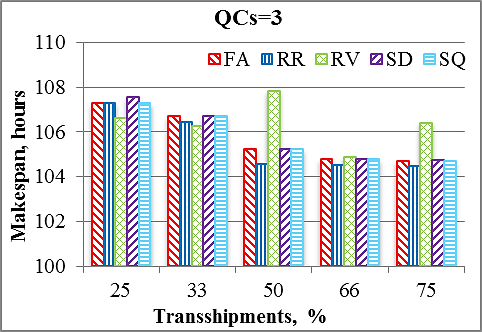 QCs=3
110
FA RR RV SD SQ
108
106
104
102
100
Makespan, hours
25 33 50 66 75
Transshipments, %